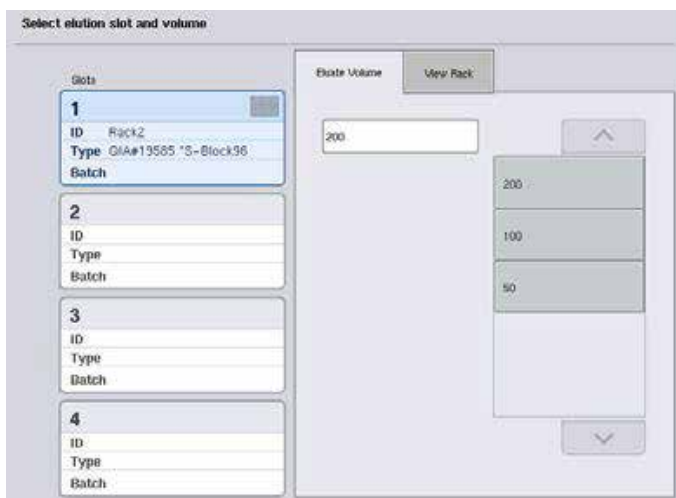 Select elution slot and volume
Slots
1
ID Rack2
Type QIA#19585 *S-Block96
Batch
2
ID
Type
Batch
3
ID
Type
Batch
4
ID
Type
Batch
Eluate Volume
View Rack
200
200
100
50